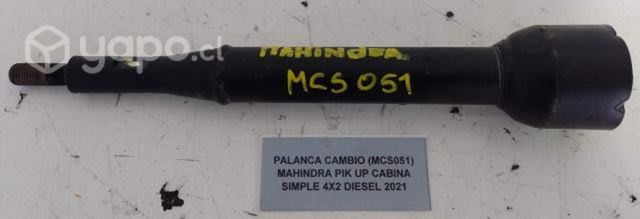 yapo.cl
MAHINDRA
MCS 051
PALANCA CAMBIO (MCS051)
MAHINDRA PIK UP CABINA
SIMPLE 4X2 DIESEL 2021